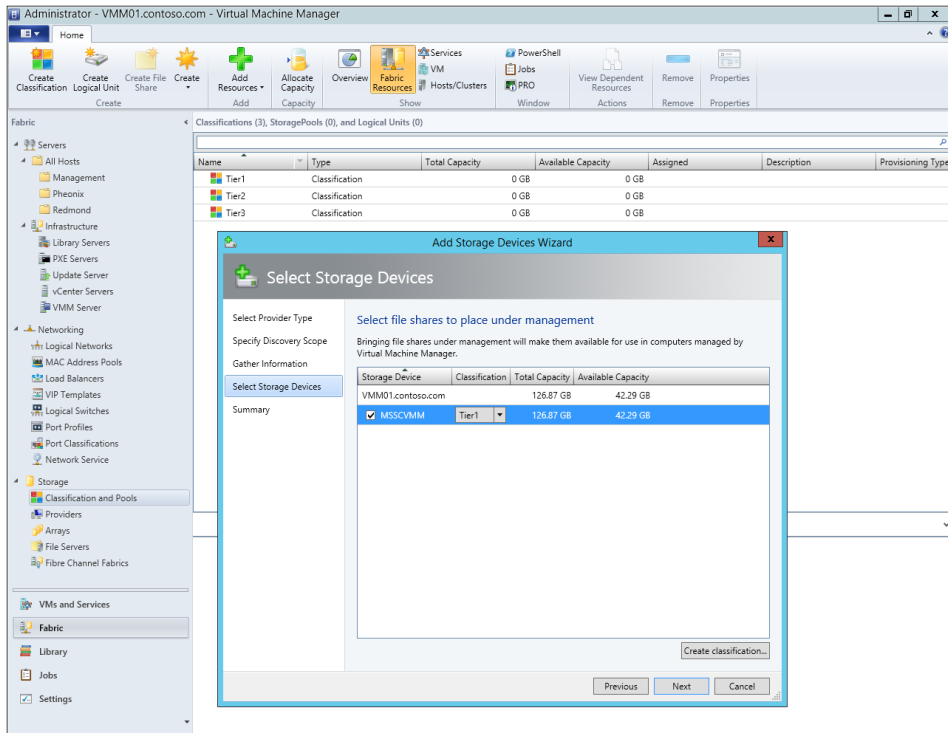 Administrator - VMM01.contoso.com - Virtual Machine Manager
Home
Create Classification
Create Logical Unit
Create File Share
Create
Add Resources
Allocate Capacity
Overview
Fabric Resources
Services
VM
Hosts/Clusters
PowerShell
Jobs
PRO
View Dependent Resources
Remove
Properties
Create
Add
Capacity
Show
Window
Actions
Remove
Properties
Fabric
Classifications (3), StoragePools (0), and Logical Units (0)
Servers
All Hosts
Management
Pheonix
Redmond
Infrastructure
Library Servers
PXE Servers
Update Server
vCenter Servers
VMM Server
Networking
Logical Networks
MAC Address Pools
Load Balancers
VIP Templates
Logical Switches
Port Profiles
Port Classifications
Network Service
Storage
Classification and Pools
Providers
Arrays
File Servers
Fibre Channel Fabrics
VMs and Services
Fabric
Library
Jobs
Settings
Name Type Total Capacity Available Capacity Assigned Description Provisioning Type
Tier1 Classification 0 GB 0 GB
Tier2 Classification 0 GB 0 GB
Tier3 Classification 0 GB 0 GB
Add Storage Devices Wizard
Select Storage Devices
Select Provider Type
Specify Discovery Scope
Gather Information
Select Storage Devices
Summary
Select file shares to place under management
Bringing file shares under management will make them available for use in computers managed by
Virtual Machine Manager.
Storage Device Classification Total Capacity Available Capacity
VMM01.contoso.com 126.87 GB 42.29 GB
MSSCVMM Tier1 126.87 GB 42.29 GB
Create classification...
Previous Next Cancel